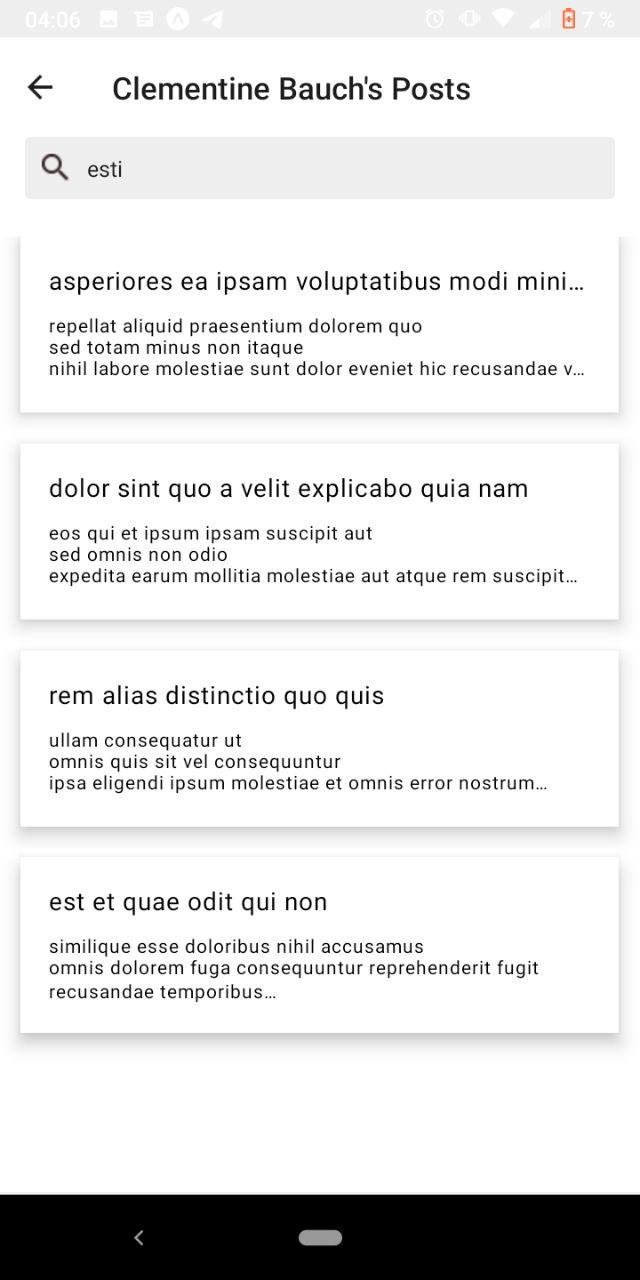 04:06 7 %
Clementine Bauch's Posts
esti
asperiores ea ipsam voluptatibus modi mini...
repellat aliquid praesentium dolorem quo
sed totam minus non itaque
nihil labore molestiae sunt dolor eveniet hic recusandae v...
dolor sint quo a velit explicabo quia nam
eos qui et ipsum ipsam suscipit aut
sed omnis non odio
expedita earum mollitia molestiae aut atque rem suscipit...
rem alias distinctio quo quis
ullam consequatur ut
omnis quis sit vel consequuntur
ipsa eligendi ipsum molestiae et omnis error nostrum...
est et quae odit qui non
similique esse doloribus nihil accusamus
omnis dolorem fuga consequuntur reprehenderit fugit
recusandae temporibus...